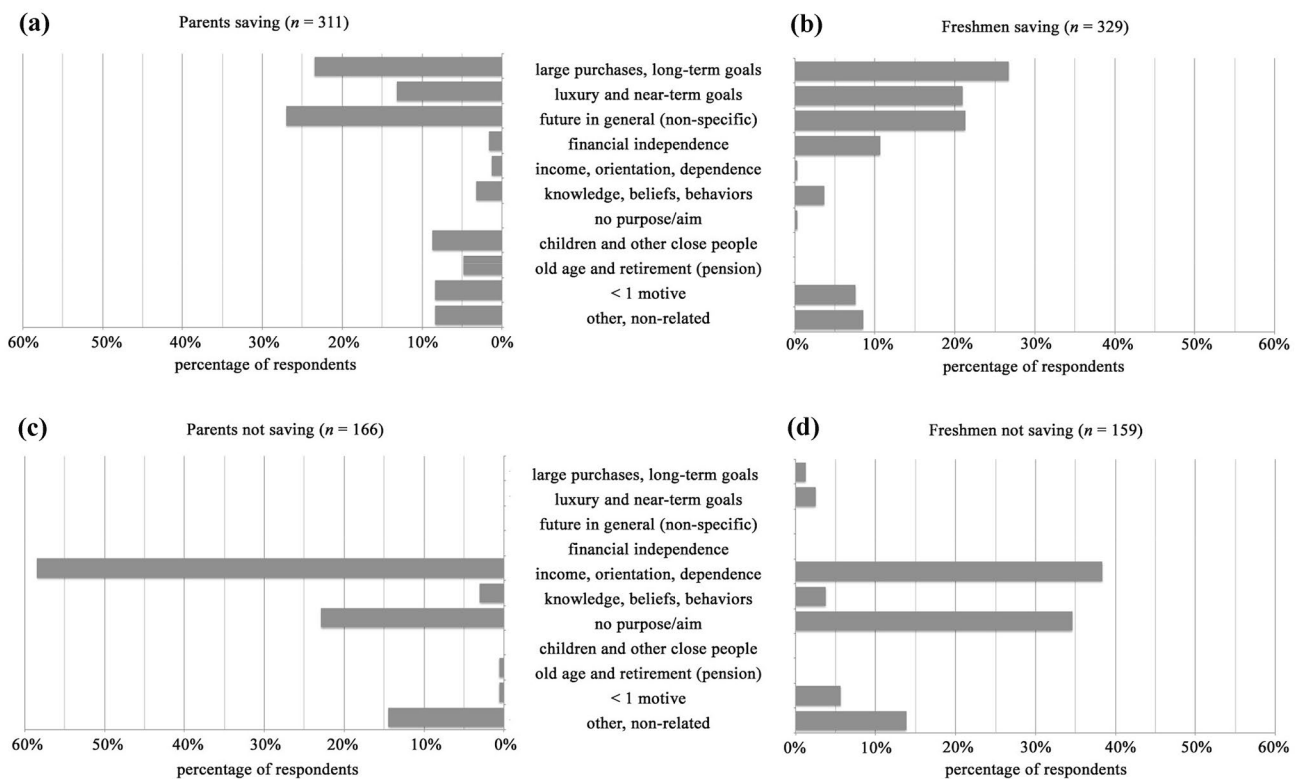 (a)
Parents saving (n = 311)
(b)
Freshmen saving (n = 329)
large purchases, long-term goals
luxury and near-term goals
future in general (non-specific)
financial independence
income, orientation, dependence
knowledge, beliefs, behaviors
no purpose/aim
children and other close people
old age and retirement (pension)
< 1 motive
other, non-related
60% 50% 40% 30% 20% 10% 0%
percentage of respondents
0% 10% 20% 30% 40% 50% 60%
percentage of respondents
(c)
Parents not saving (n = 166)
(d)
Freshmen not saving (n = 159)
large purchases, long-term goals
luxury and near-term goals
future in general (non-specific)
financial independence
income, orientation, dependence
knowledge, beliefs, behaviors
no purpose/aim
children and other close people
old age and retirement (pension)
< 1 motive
other, non-related
60% 50% 40% 30% 20% 10% 0%
percentage of respondents
0% 10% 20% 30% 40% 50% 60%
percentage of respondents